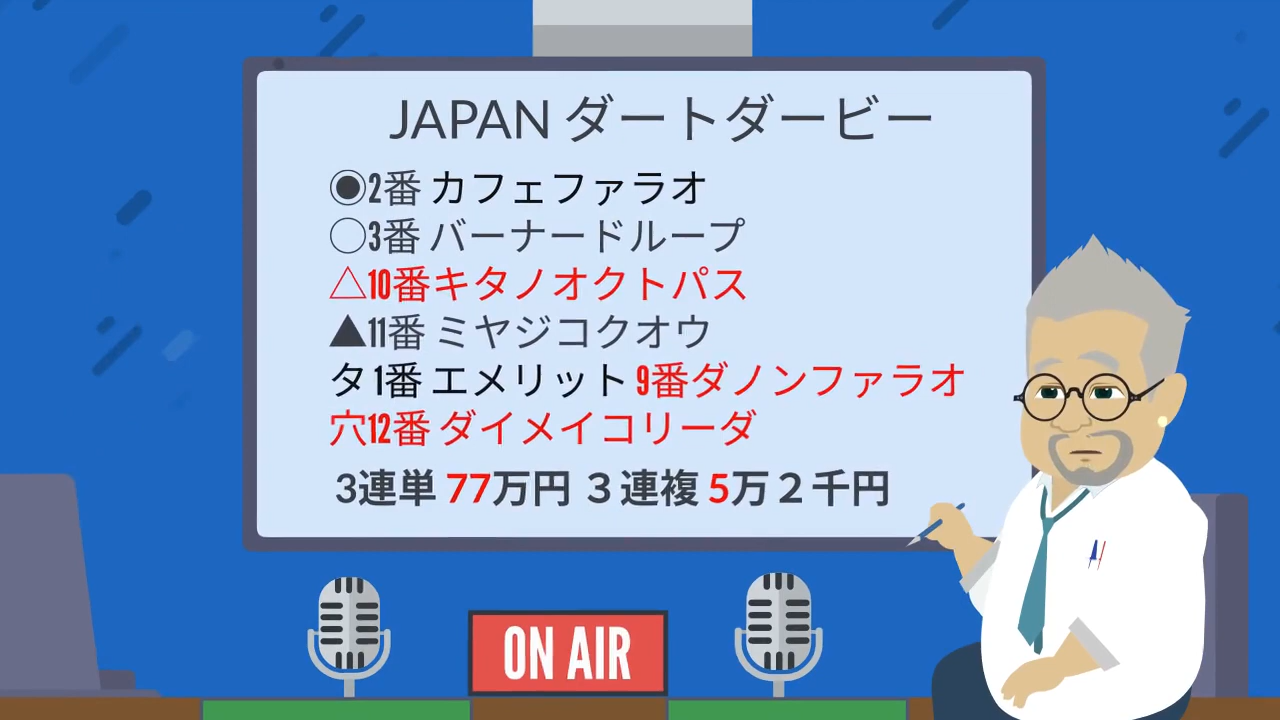 JAPAN ダートダービー
◉2番 カフェファラオ
○3番 バーナードループ
△10番キタノオクトパス
▲11番 ミヤジコクオウ
タ 1番 エメリット 9番ダノンファラオ
穴12番 ダイメイコリーダ
3連単 77万円 ３連複 5万２千円
ON AIR